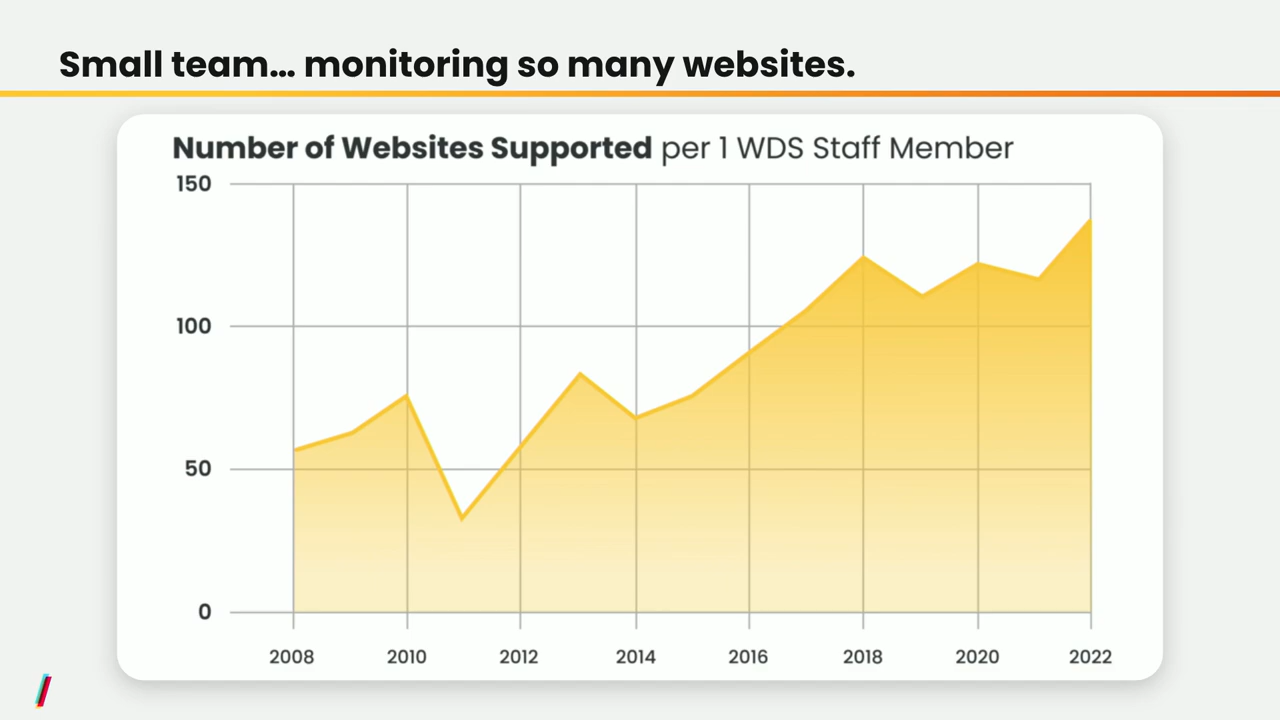 Small team... monitoring so many websites.
Number of Websites Supported per 1 WDS Staff Member
150
100
50
0
2008 2010 2012 2014 2016 2018 2020 2022